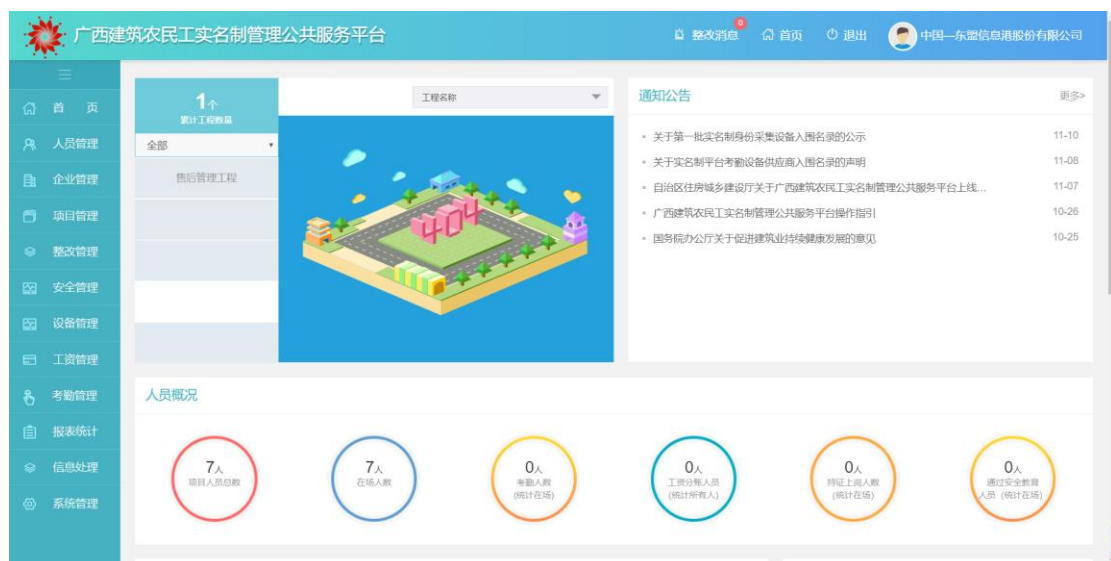 广西建筑农民工实名制管理公共服务平台
0
整改消息
首页
退出
中国—东盟信息港股份有限公司
首 页
人员管理
企业管理
项目管理
整改管理
安全管理
设备管理
工资管理
考勤管理
报表统计
信息处理
系统管理
1个
累计工程数量
全部
售后管理工程
工程名称
404
通知公告
更多>
关于第一批实名制身份采集设备入围名录的公示 11-10
关于实名制平台考勤设备供应商入围名录的声明 11-08
自治区住房城乡建设厅关于广西建筑农民工实名制管理公共服务平台上线... 11-07
广西建筑农民工实名制管理公共服务平台操作指引 10-26
国务院办公厅关于促进建筑业持续健康发展的意见 10-25
人员概况
7人
项目人员总数
7人
在场人数
0人
考勤人数
(统计在场)
0人
工资分账人员
(统计所有人)
0人
持证上岗人数
(统计在场)
0人
通过安全教育
人员 (统计在场)